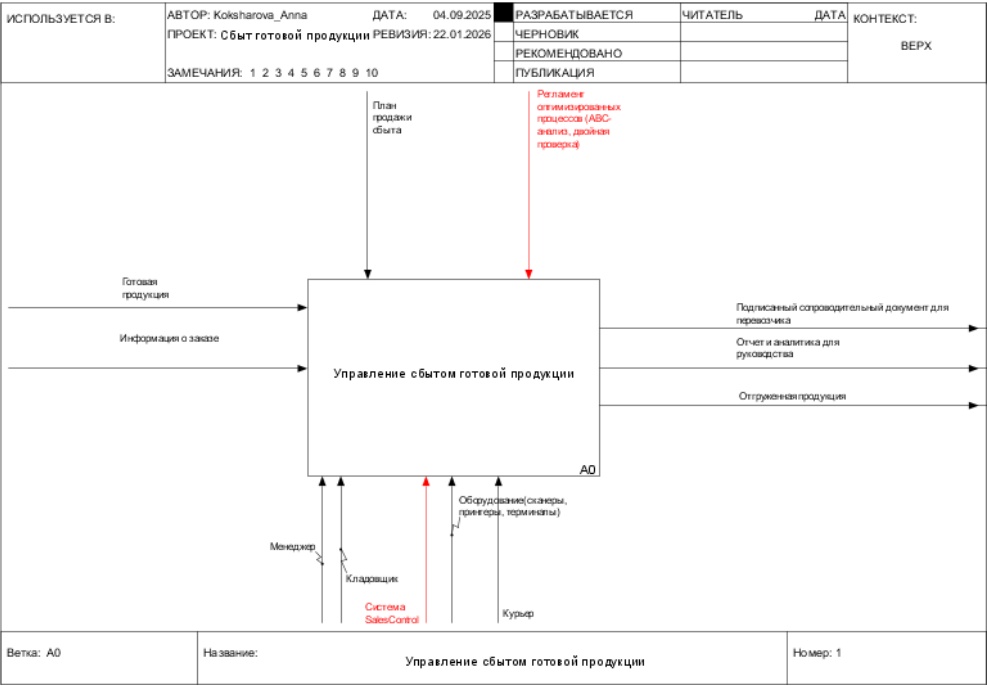 ИСПОЛЬЗУЕТСЯ В:
АВТОР: Koksharova_Anna
ДАТА: 04.09.2025
ПРОЕКТ: Сбыт готовой продукции
РЕВИЗИЯ: 22.01.2026
ЗАМЕЧАНИЯ: 1 2 3 4 5 6 7 8 9 10
РАЗРАБАТЫВАЕТСЯ
ЧЕРНОВИК
РЕКОМЕНДОВАНО
ПУБЛИКАЦИЯ
ЧИТАТЕЛЬ
ДАТА
КОНТЕКСТ:
ВЕРХ
План
продажи
сбыта
Регламент
оптимизированных
процессов (ABC-
анализ, двойная
проверка)
Готовая
продукция
Информация о заказе
Управление сбытом готовой продукции
A0
Подписанный сопроводительный документ для
перевозчика
Отчет и аналитика для
руководства
Отгруженная продукция
Менеджер
Кладовщик
Система
SalesControl
Оборудование(сканеры,
принтеры, терминалы)
Курьер
Ветка: A0
Название:
Управление сбытом готовой продукции
Номер: 1